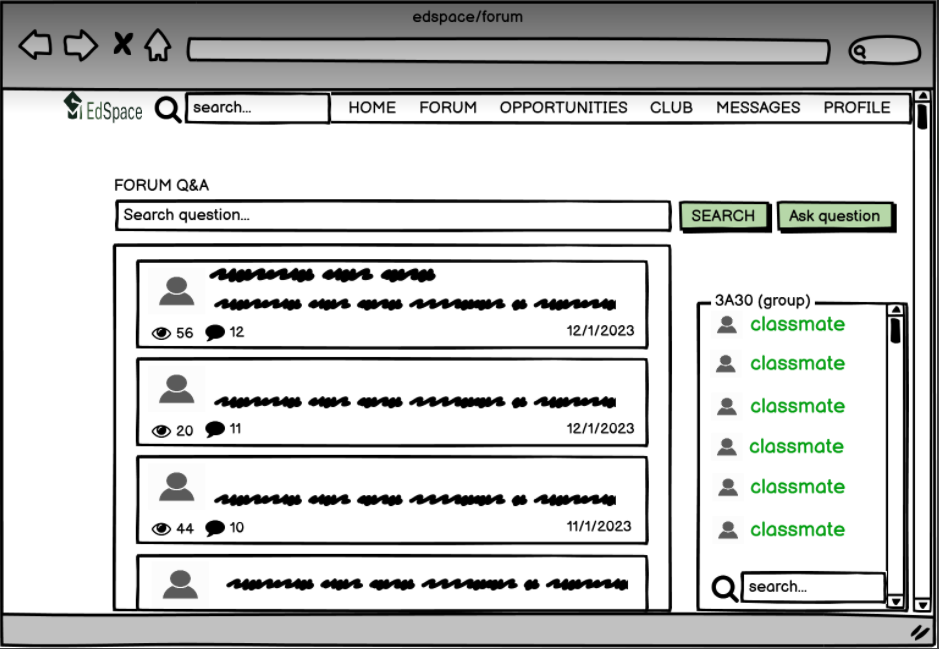 edspace/forum
EdSpace search... HOME FORUM OPPORTUNITIES CLUB MESSAGES PROFILE
FORUM Q&A
Search question... SEARCH Ask question
56 12 12/1/2023
20 11 12/1/2023
44 10 11/1/2023
3A30 (group)
classmate
classmate
classmate
classmate
classmate
classmate
search...